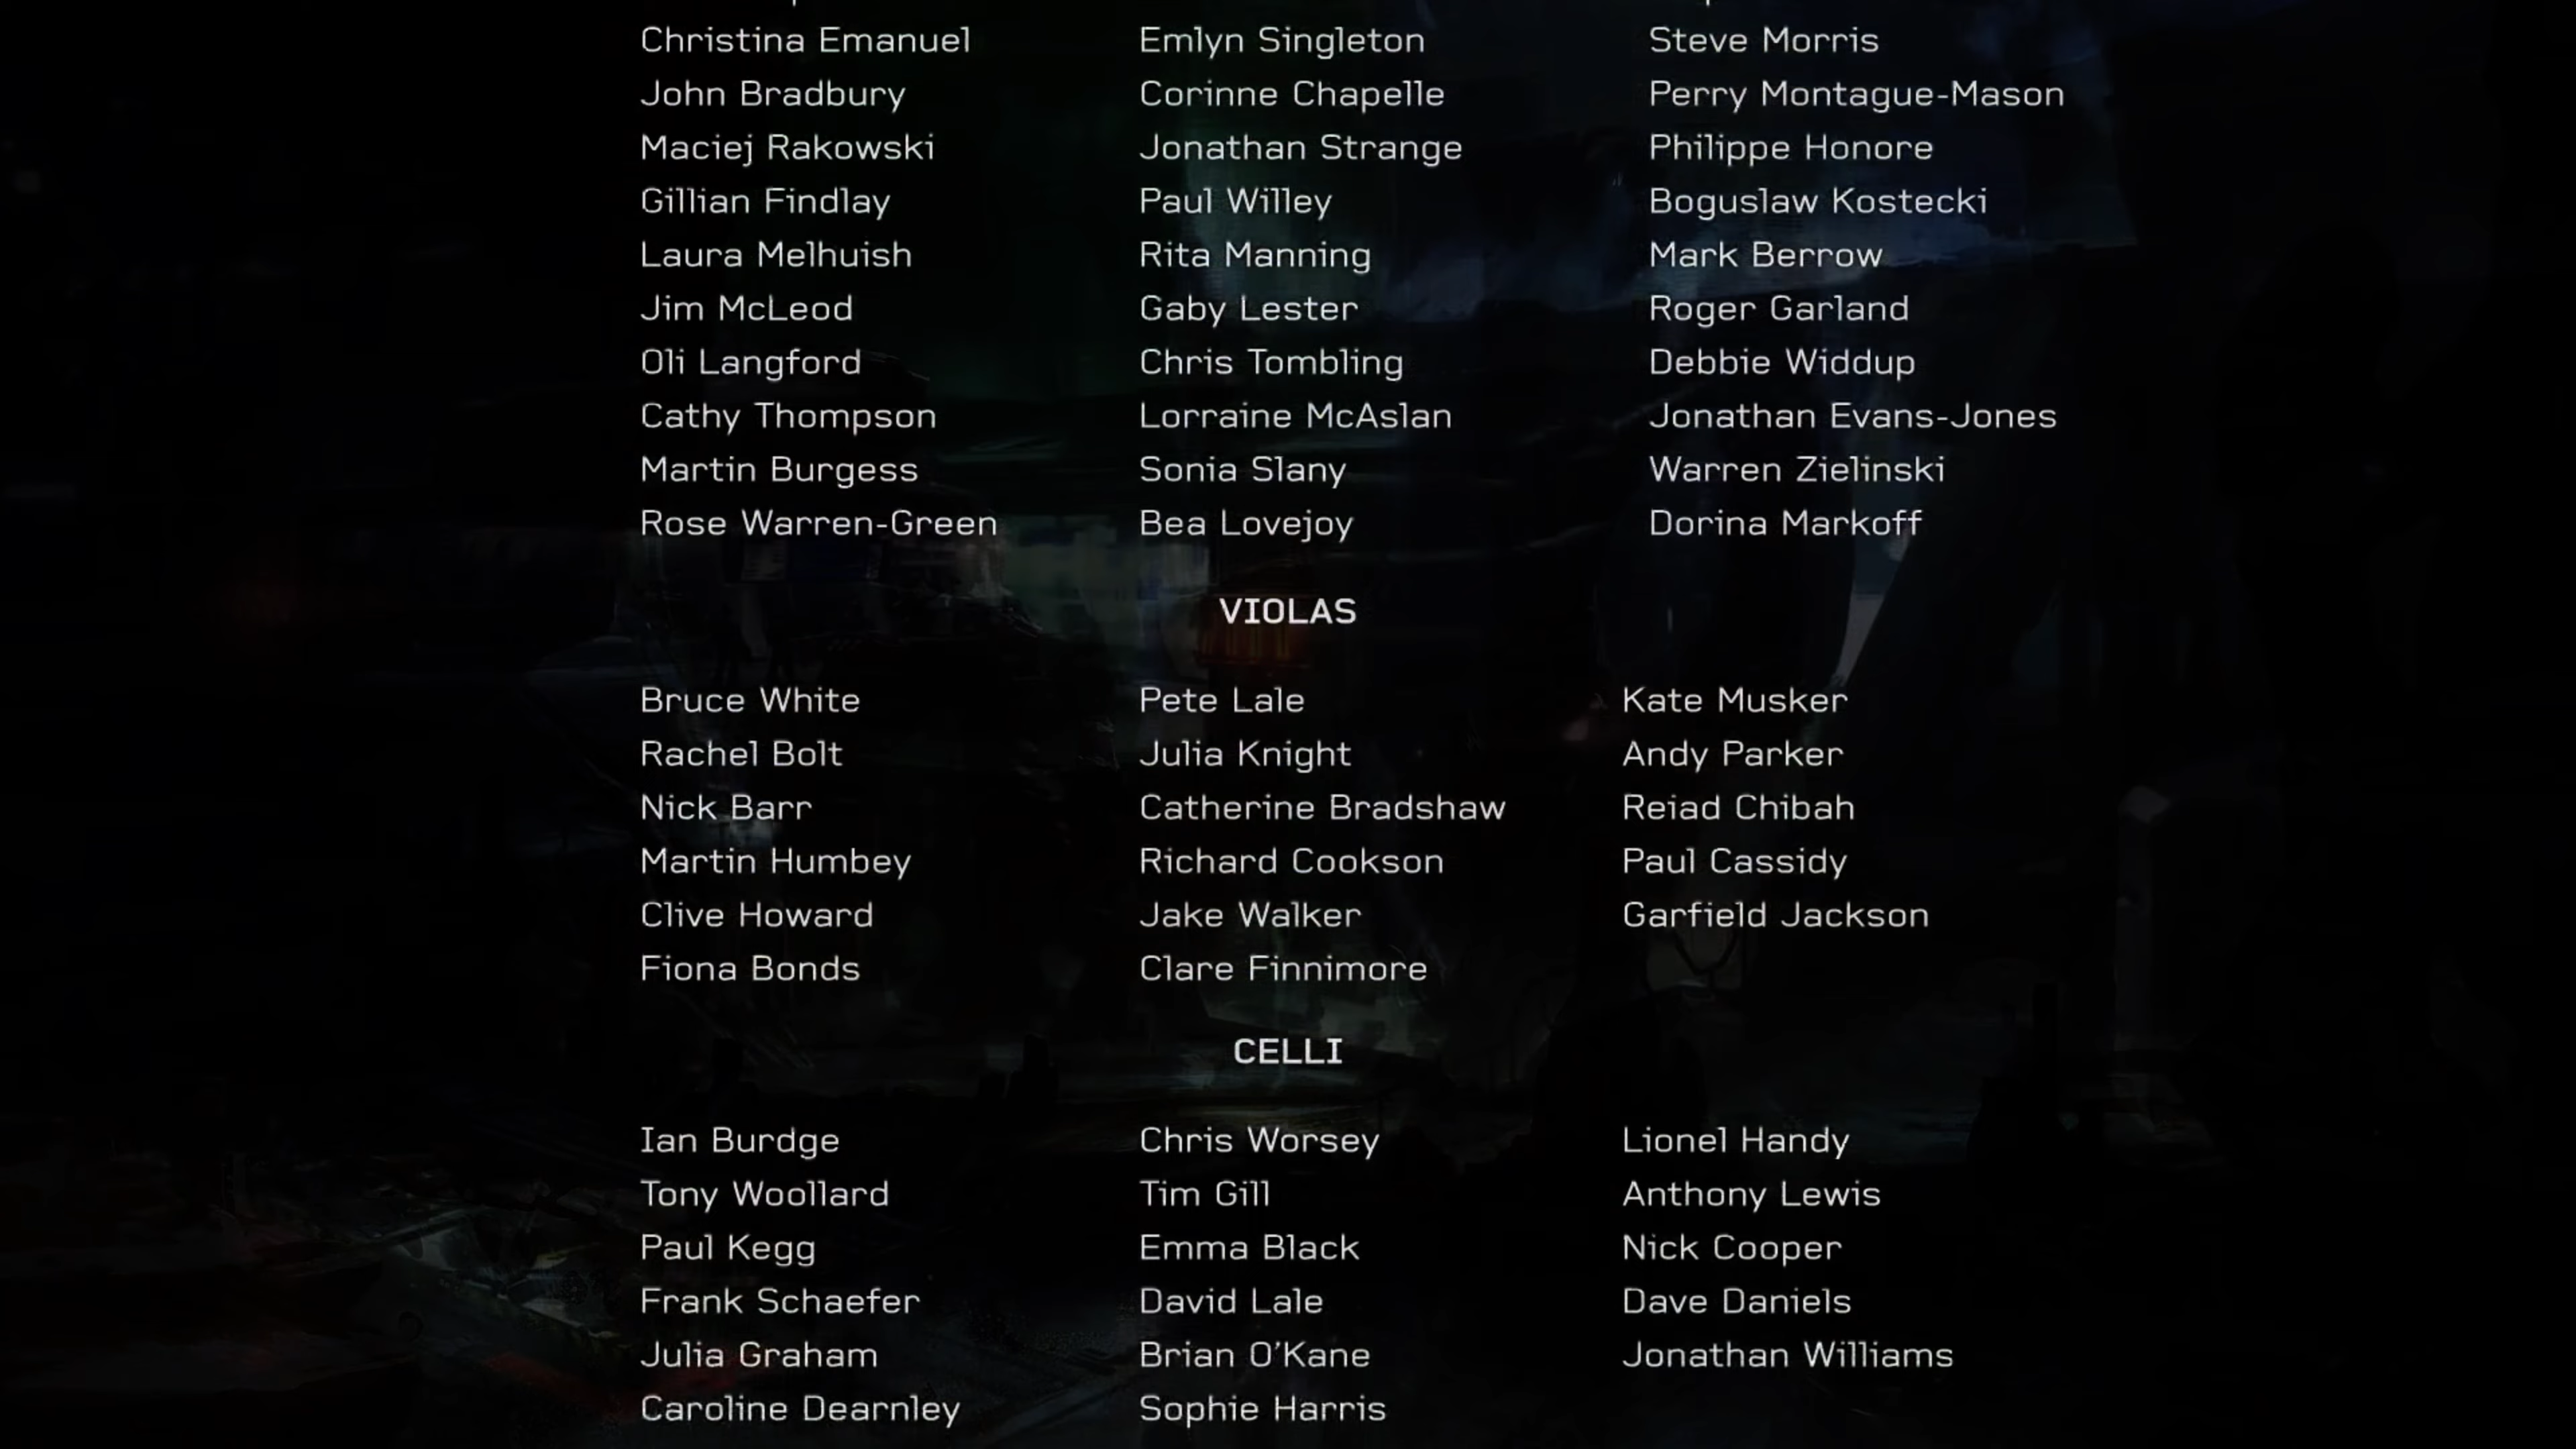 Christina Emanuel Emlyn Singleton Steve Morris
John Bradbury Corinne Chapelle Perry Montague-Mason
Maciej Rakowski Jonathan Strange Philippe Honore
Gillian Findlay Paul Willey Boguslaw Kostecki
Laura Melhuish Rita Manning Mark Berrow
Jim McLeod Gaby Lester Roger Garland
Oli Langford Chris Tombling Debbie Widdup
Cathy Thompson Lorraine McAslan Jonathan Evans-Jones
Martin Burgess Sonia Slany Warren Zielinski
Rose Warren-Green Bea Lovejoy Dorina Markoff
VIOLAS
Bruce White Pete Lale Kate Musker
Rachel Bolt Julia Knight Andy Parker
Nick Barr Catherine Bradshaw Reiad Chibah
Martin Humbey Richard Cookson Paul Cassidy
Clive Howard Jake Walker Garfield Jackson
Fiona Bonds Clare Finnimore
CELLI
Ian Burdge Chris Worsey Lionel Handy
Tony Woollard Tim Gill Anthony Lewis
Paul Kegg Emma Black Nick Cooper
Frank Schaefer David Lale Dave Daniels
Julia Graham Brian O'Kane Jonathan Williams
Caroline Dearnley Sophie Harris